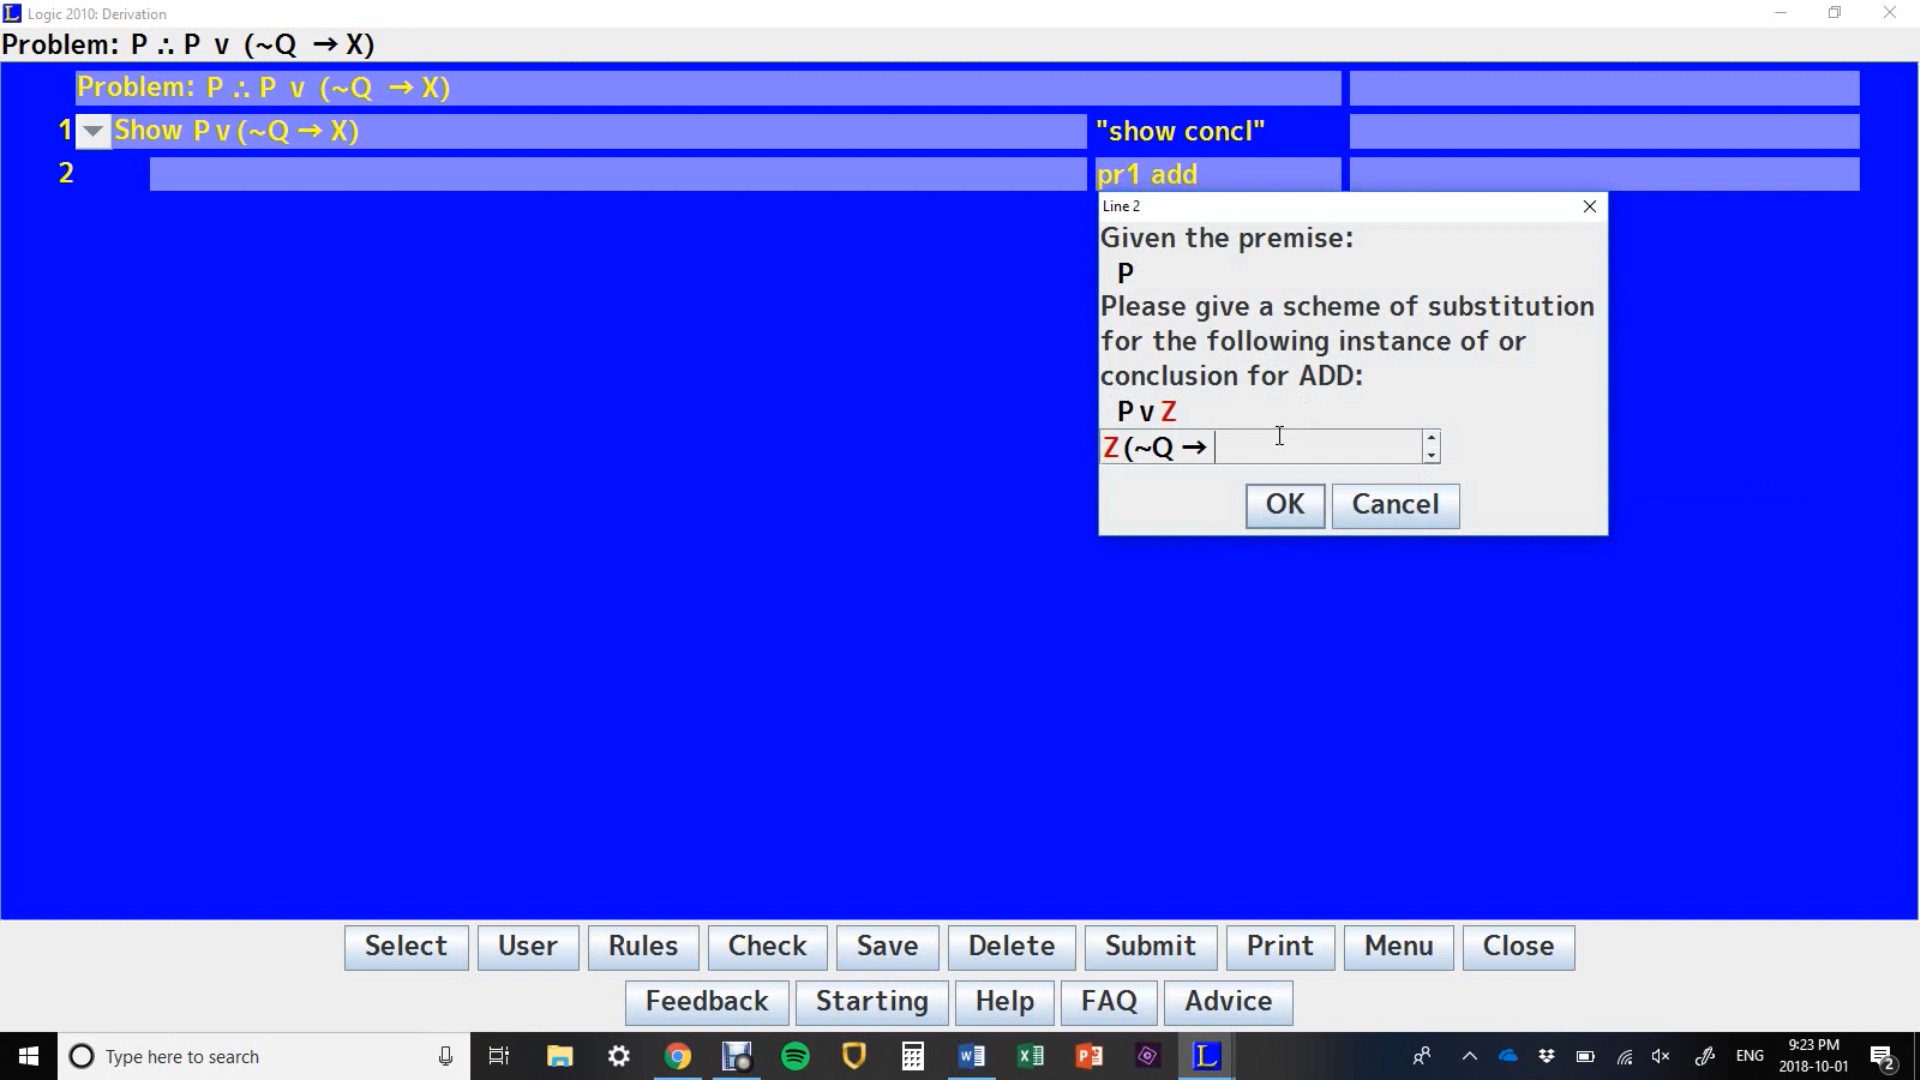 Logic 2010: Derivation
Problem: P ∴ P v (~Q → X)
Problem: P ∴ P v (~Q → X)
1 Show P v (~Q → X) "show concl"
2 pr1 add
Line 2
Given the premise:
P
Please give a scheme of substitution
for the following instance of or
conclusion for ADD:
P v Z
Z (~Q →
OK Cancel
Select User Rules Check Save Delete Submit Print Menu Close
Feedback Starting Help FAQ Advice
Type here to search
ENG
9:23 PM
2018-10-01
2